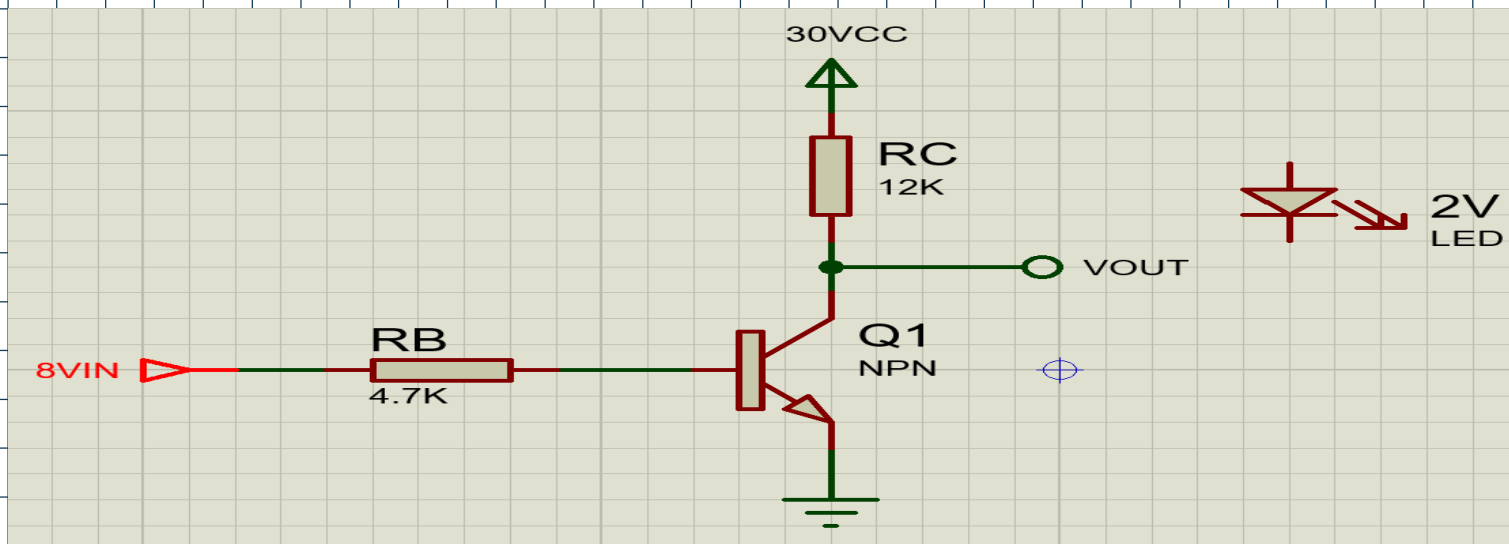 30VCC
RC
12K
2V
LED
VOUT
Q1
NPN
RB
8VIN
4.7K